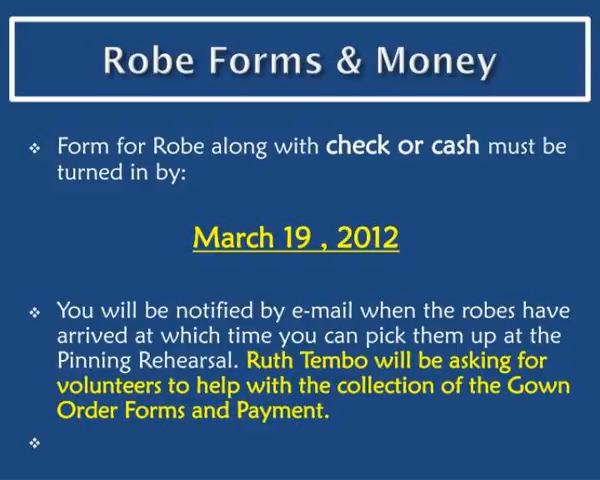 Robe Forms & Money
Form for Robe along with check or cash must be
turned in by:
March 19 , 2012
You will be notified by e-mail when the robes have
arrived at which time you can pick them up at the
Pinning Rehearsal. Ruth Tembo will be asking for
volunteers to help with the collection of the Gown
Order Forms and Payment.